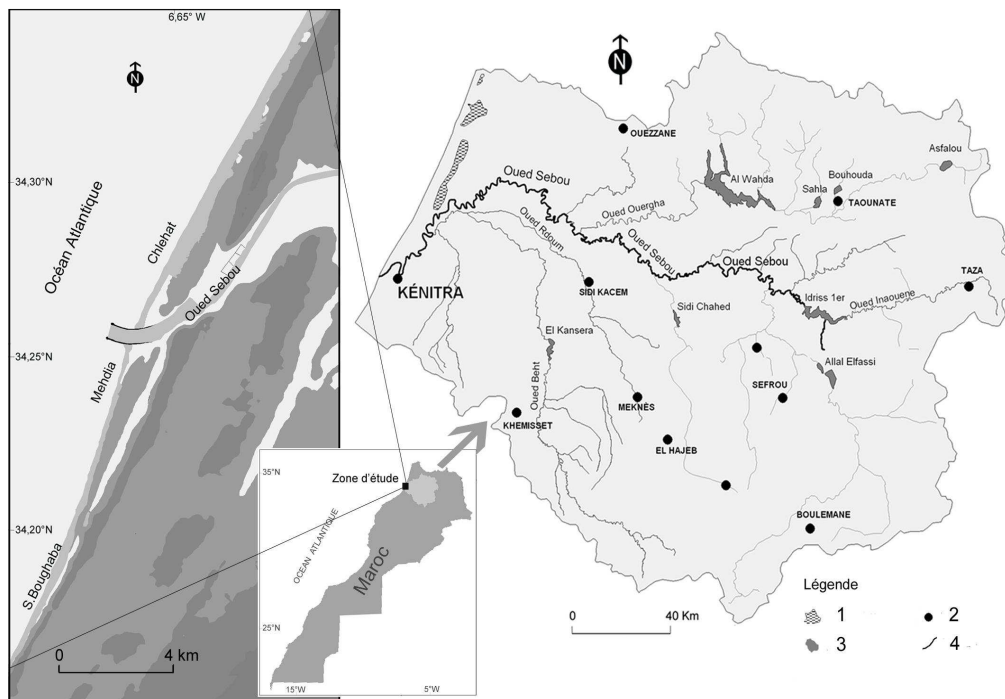 6,65° W
34,30°
34,25°
34,20°
N
Océan Atlantique
Chlehat
Oued Sebou
Mehdia
S.Boughaba
0 4 km
35°N
25°N
15°W
5°W
Zone d'étude
OCEAN ATLANTIQUE
Maroc
N
OUEZZANE
Asfalou
Al Wahda
Bouhouda
Sahla
TAOUNATE
Oued Sebou
Oued Ouergha
Oued Rdoum
Oued Sebou
Oued Sebou
TAZA
KÉNITRA
SIDI KACEM
Idriss 1er
Oued Inaouene
Sidi Chahed
El Kansera
Allal Elfassi
Oued Beht
SEFROU
MEKNÈS
KHEMISSET
EL HAJEB
BOULEMANE
0 40 Km
Légende
1 2
3 4